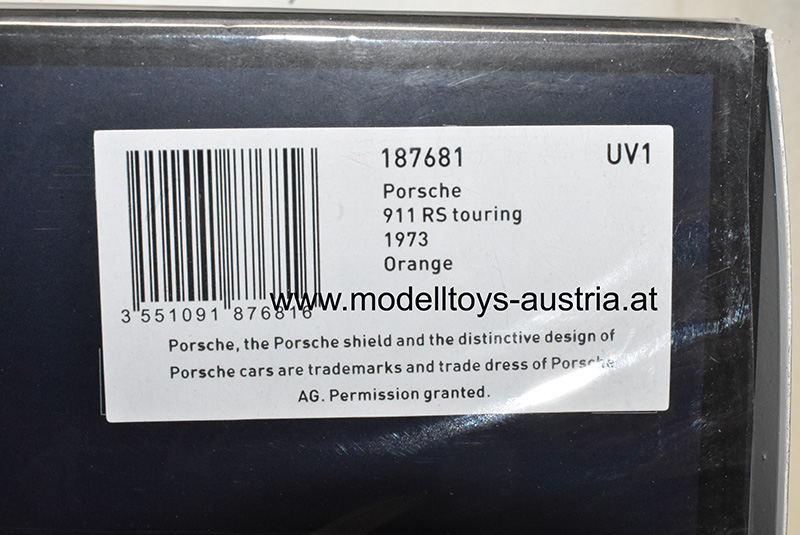 187681 UV1
Porsche
911 RS touring
1973
Orange
www.modelltoys-austria.at
3 551091 876816
Porsche, the Porsche shield and the distinctive design of
Porsche cars are trademarks and trade dress of Porsche
AG. Permission granted.